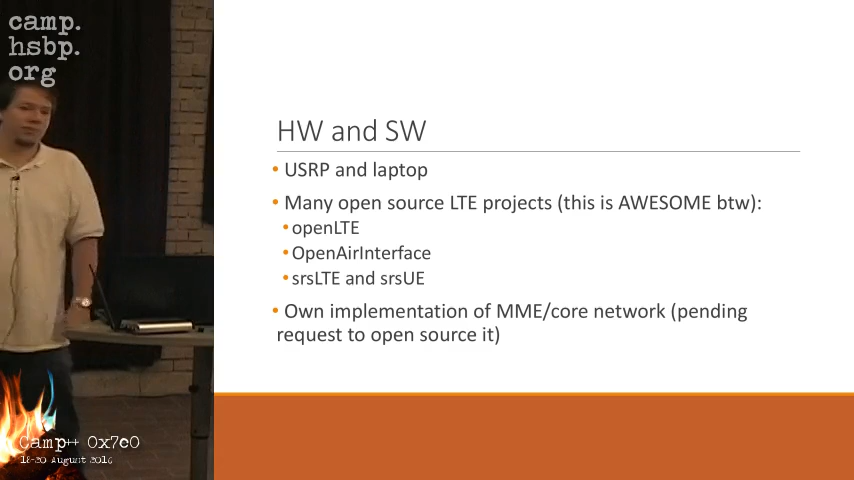 camp.
hsbp.
org
HW and SW
• USRP and laptop
• Many open source LTE projects (this is AWESOME btw):
• openLTE
• OpenAirInterface
• srsLTE and srsUE
• Own implementation of MME/core network (pending
request to open source it)
Camp++ 0x7e0
18-20 August 2016